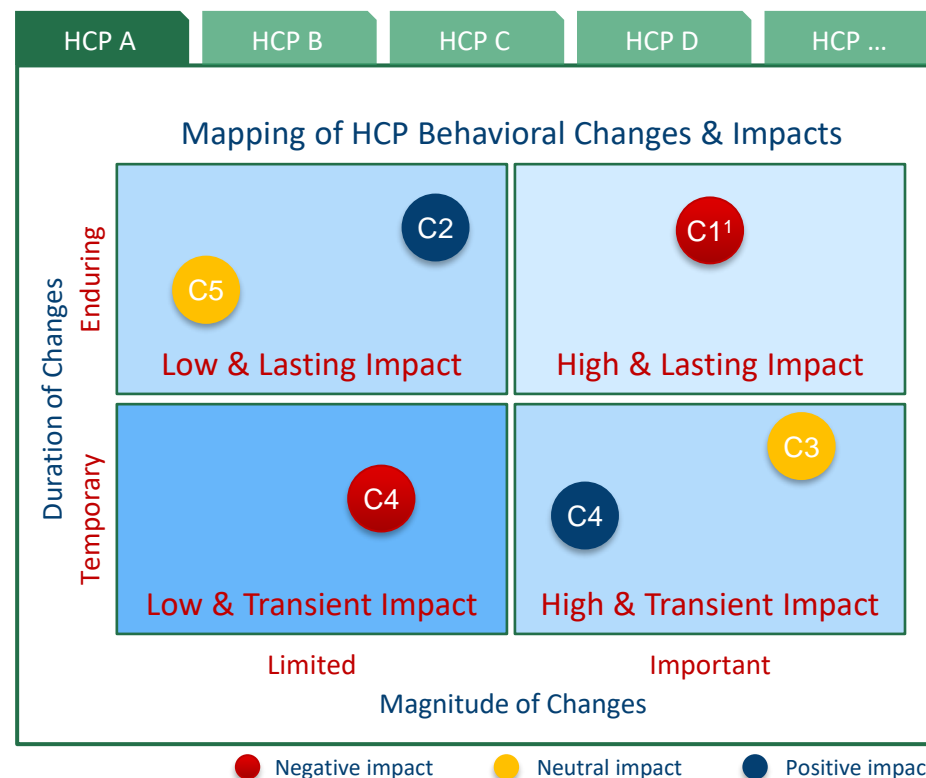 HCP A
HCP B
HCP C
HCP D
HCP ...
Mapping of HCP Behavioral Changes & Impacts
Duration of Changes
Enduring
C2
C1¹
C5
Low & Lasting Impact
High & Lasting Impact
Temporary
C3
C4
C4
Low & Transient Impact
High & Transient Impact
Limited
Important
Magnitude of Changes
Negative impact
Neutral impact
Positive impac